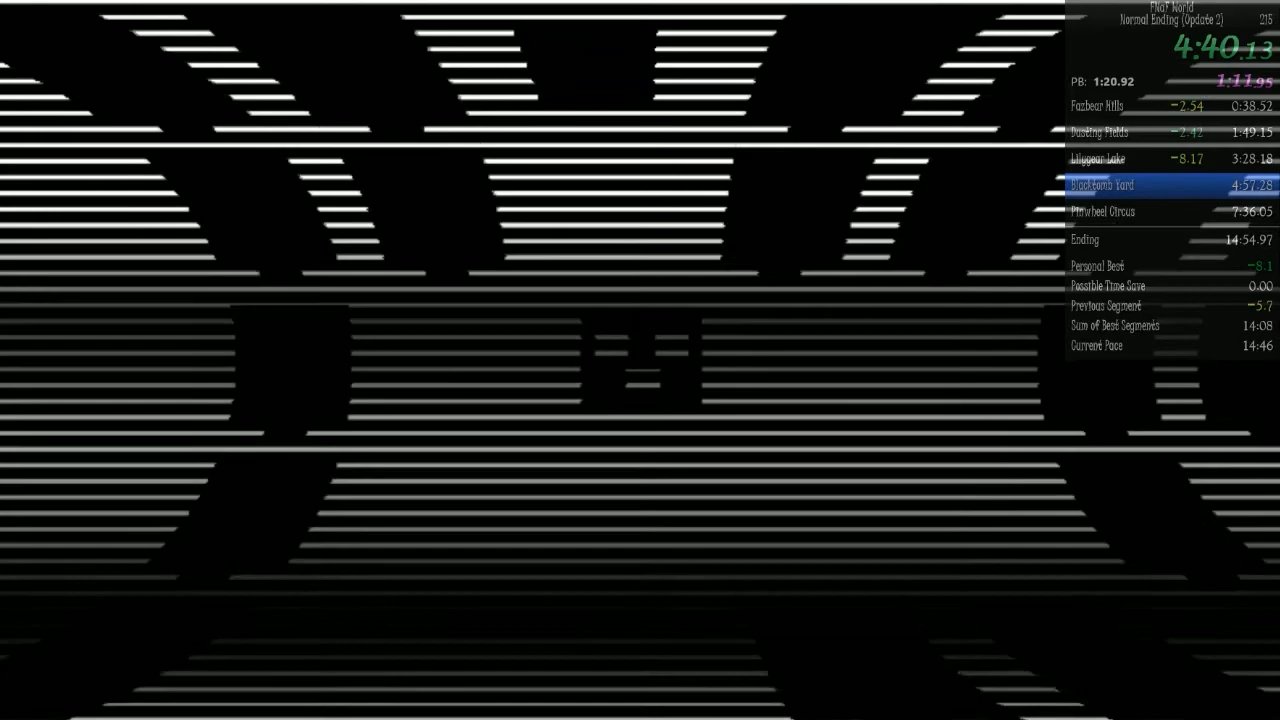 FNaF World
Normal Ending (Update 2) 215
4:40.13
PB: 1:20.92 1:11.95
Fazbear Hills -2.54 0:38.52
Dusting Fields -2.42 1:49.15
Lilygear Lake -8.17 3:28.18
Blacktomb Yard 4:57.28
Pinwheel Circus 7:36.05
Ending 14:54.97
Personal Best -8.1
Possible Time Save 0.00
Previous Segment -5.7
Sum of Best Segments 14:08
Current Pace 14:46